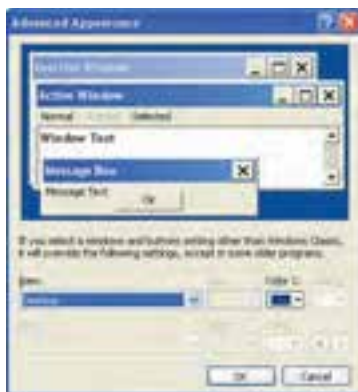 Advanced Appearance
Inactive Window
Active Window
Normal Disabled Selected
Window Text
Message Box
Message Text
OK
If you select a windows and buttons setting other than Windows Classic,
it will override the following settings, except in some older programs.
Item: Color 1:
Desktop
OK Cancel